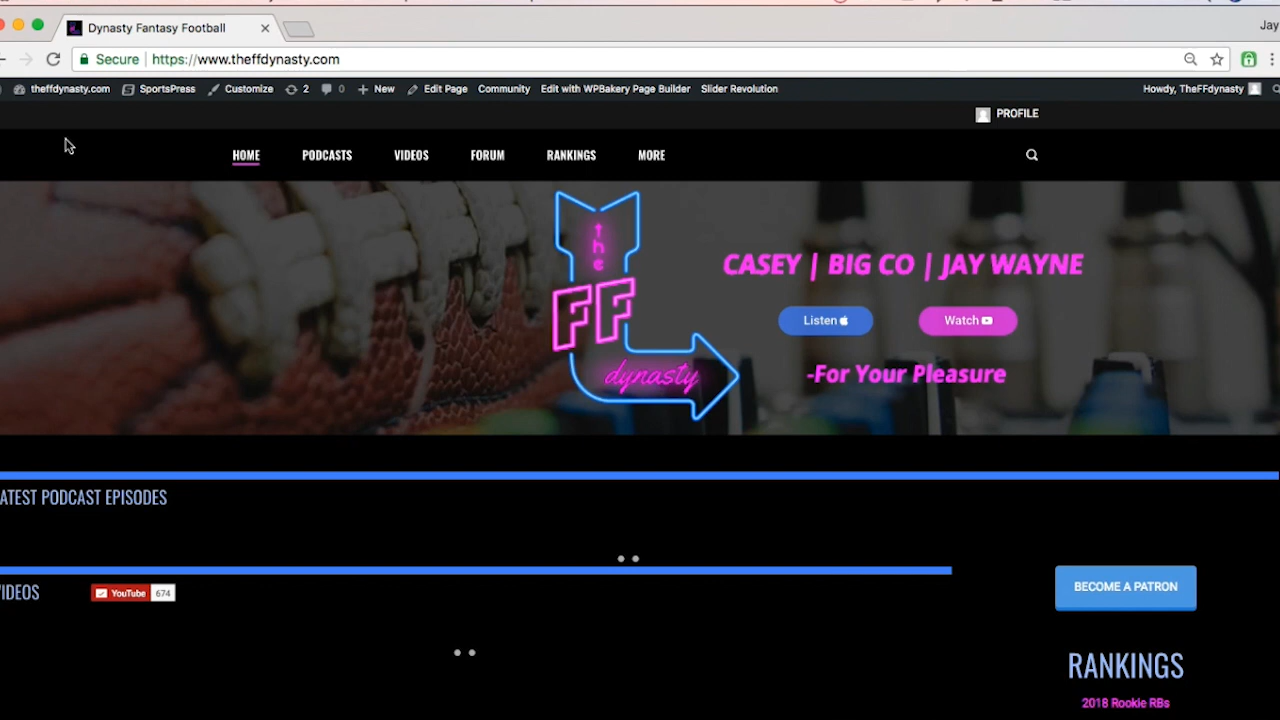 Dynasty Fantasy Football
Jay
Secure
https://www.theffdynasty.com
theffdynasty.com SportsPress Customize 2 0 New Edit Page Community Edit with WPBakery Page Builder Slider Revolution Howdy, TheFFdynasty
PROFILE
HOME PODCASTS VIDEOS FORUM RANKINGS MORE
the
FF
dynasty
CASEY | BIG CO | JAY WAYNE
Listen Watch
-For Your Pleasure
ATEST PODCAST EPISODES
IDEOS YouTube 674
BECOME A PATRON
RANKINGS
2018 Rookie RBs